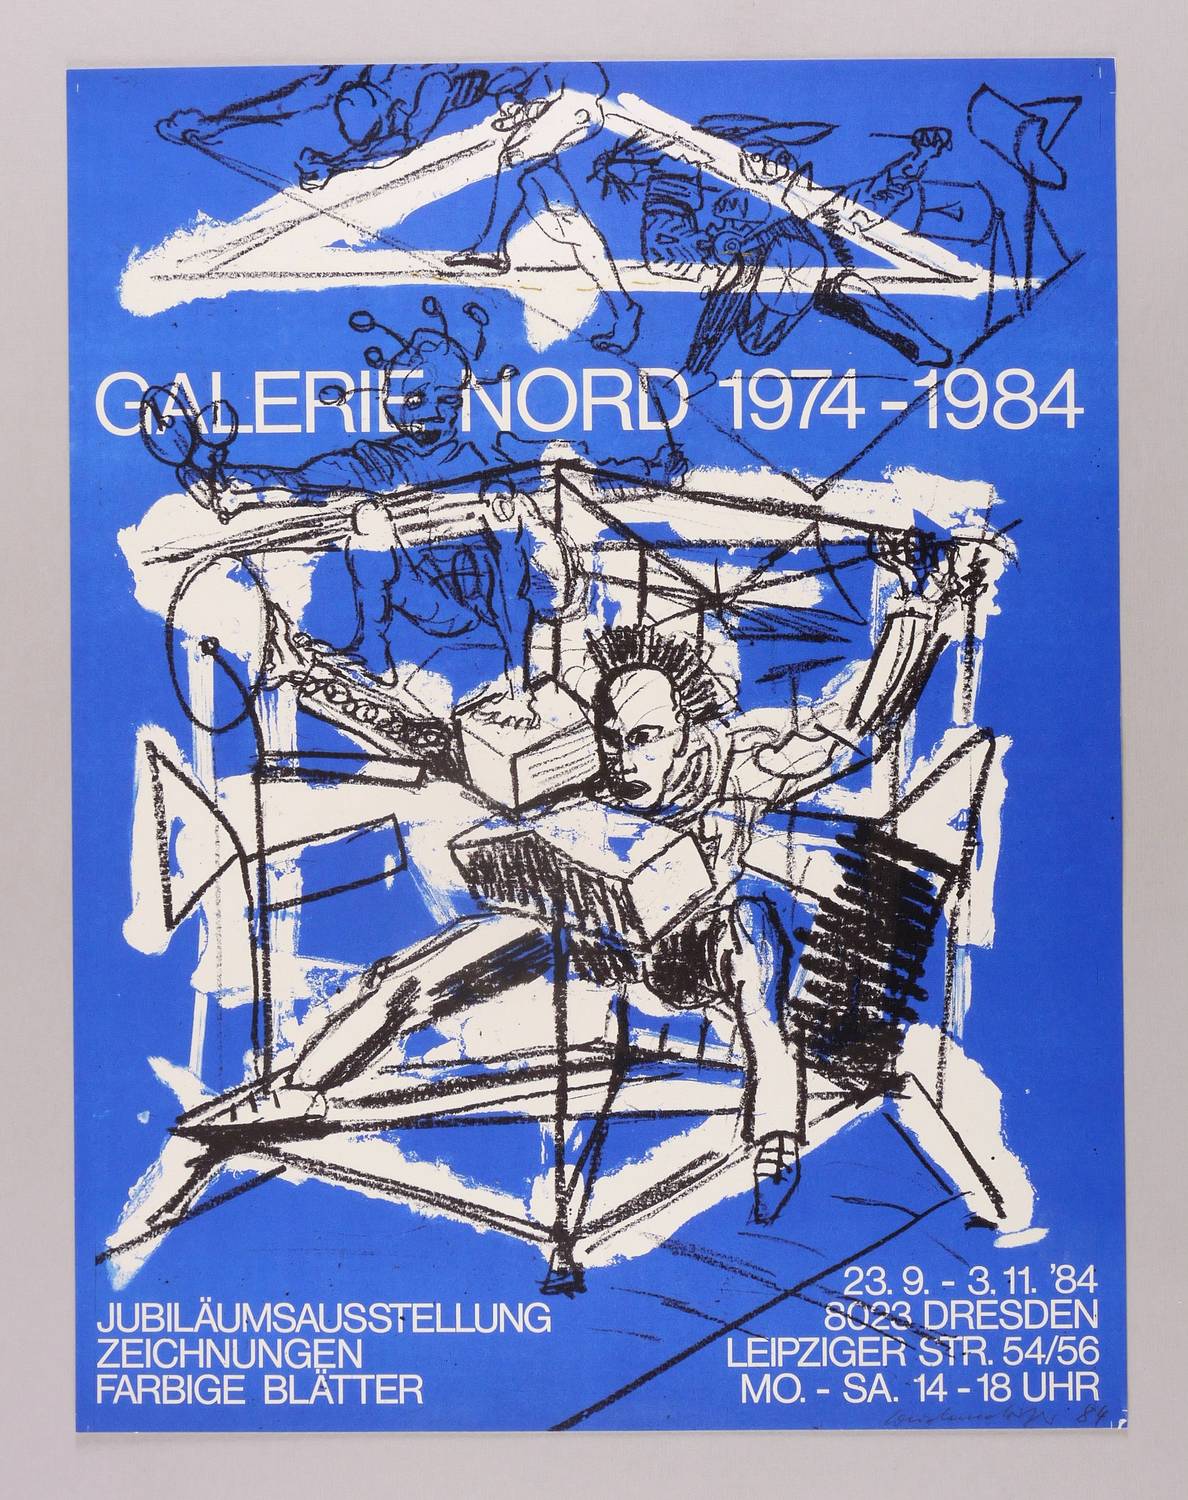 GALERIE NORD 1974 - 1984
JUBILÄUMSAUSSTELLUNG
ZEICHNUNGEN
FARBIGE BLÄTTER
23. 9. - 3. 11. '84
8023 DRESDEN
LEIPZIGER STR. 54/56
MO. - SA. 14 - 18 UHR
84